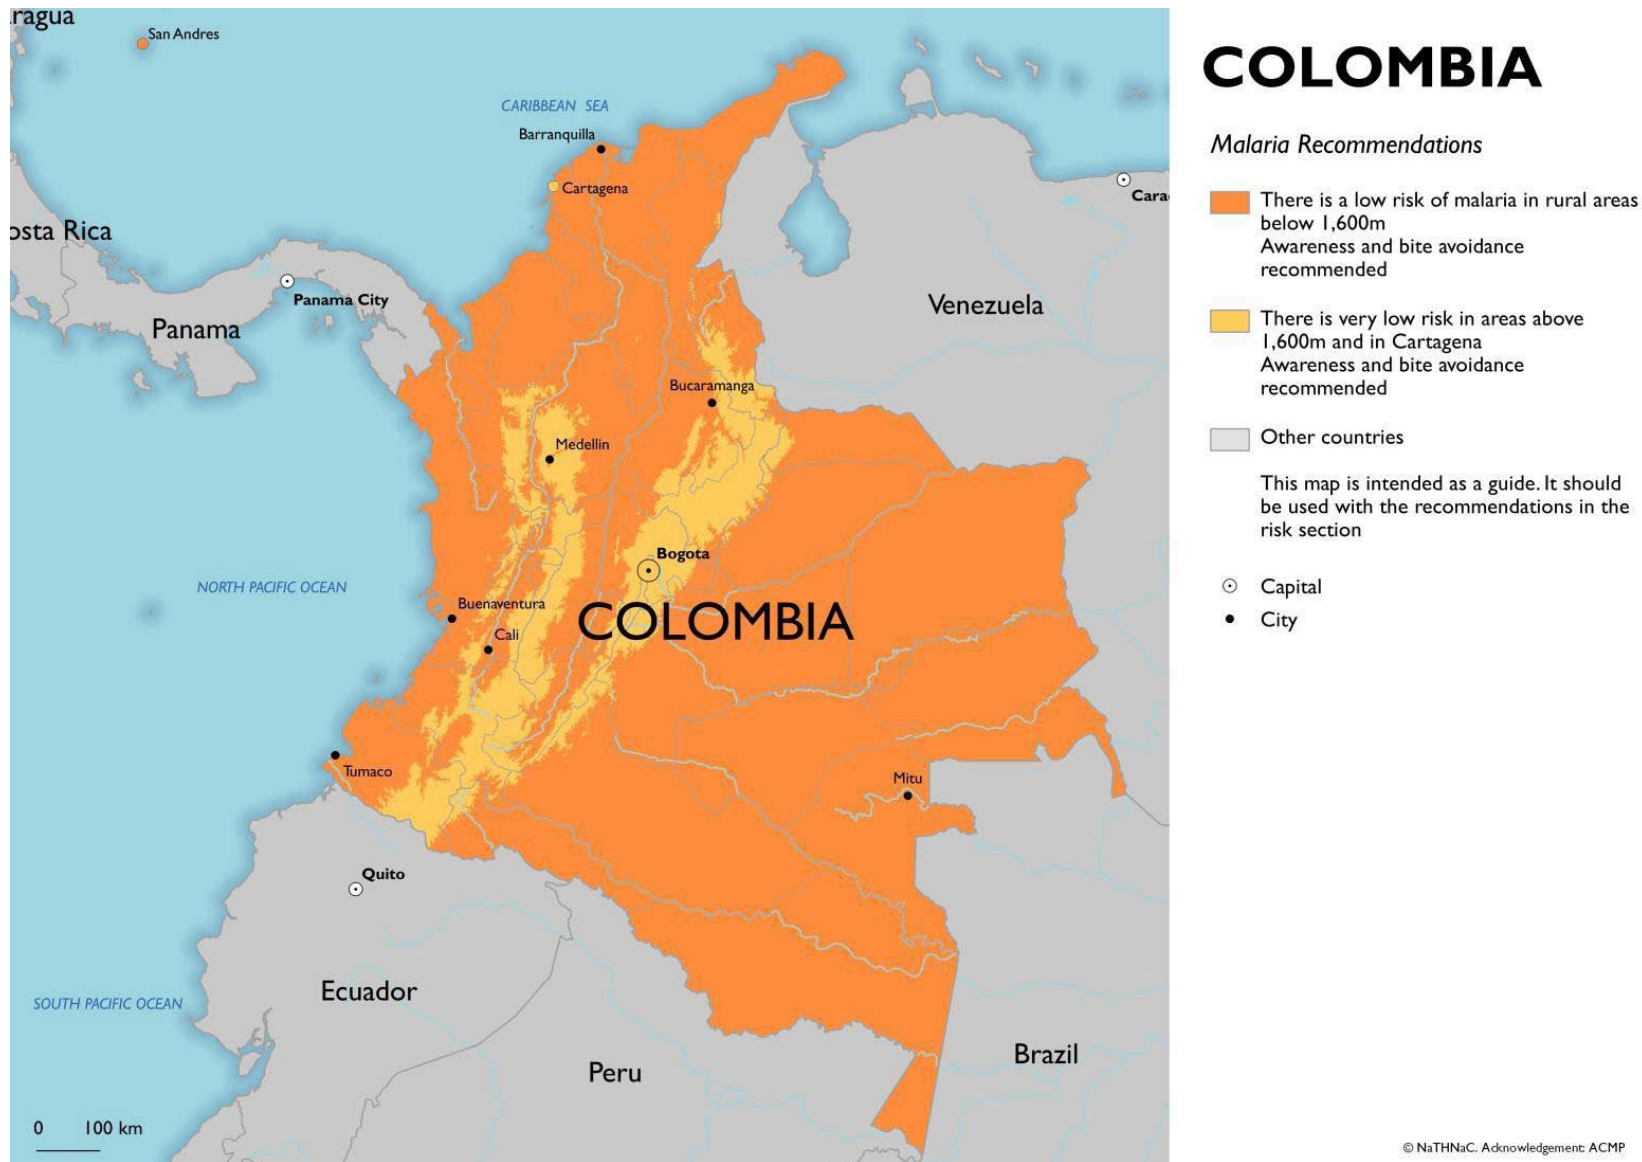 ragua
San Andres
CARIBBEAN SEA
Barranquilla
Cartagena
Cara
osta Rica
Panama City
Panama
Venezuela
Bucaramanga
Medellin
Bogota
NORTH PACIFIC OCEAN
Buenaventura
COLOMBIA
Cali
Tumaco
Mitu
Quito
Ecuador
SOUTH PACIFIC OCEAN
Peru
Brazil
0 100 km
COLOMBIA
Malaria Recommendations
There is a low risk of malaria in rural areas
below 1,600m
Awareness and bite avoidance
recommended
There is very low risk in areas above
1,600m and in Cartagena
Awareness and bite avoidance
recommended
Other countries
This map is intended as a guide. It should
be used with the recommendations in the
risk section
Capital
City
© NaTHNaC. Acknowledgement: ACMP